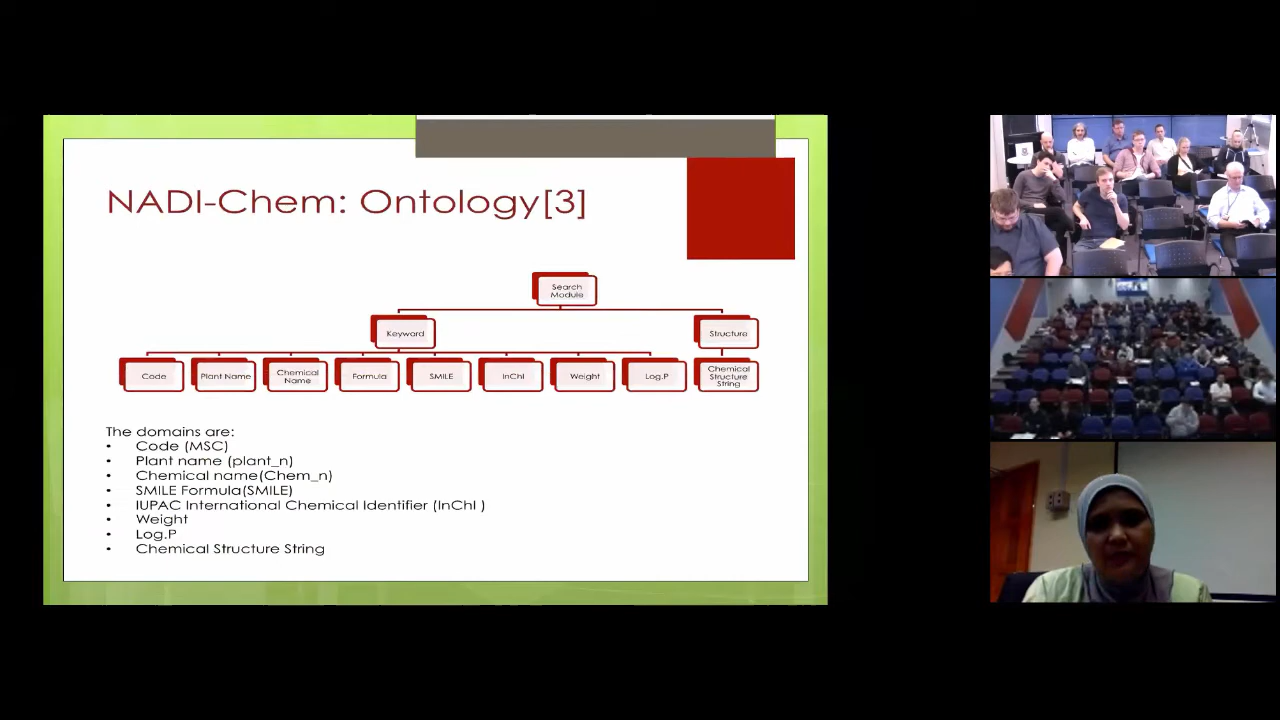 NADI-Chem: Ontology[3]
Search
Module
Keyword
Structure
Code
Plant Name
Chemical
Name
Formula
SMILE
InChI
Weight
Log.P
Chemical
Structure
String
The domains are:
• Code (MSC)
• Plant name (plant_n)
• Chemical name(Chem_n)
• SMILE Formula(SMILE)
• IUPAC International Chemical Identifier (InChI )
• Weight
• Log.P
• Chemical Structure String